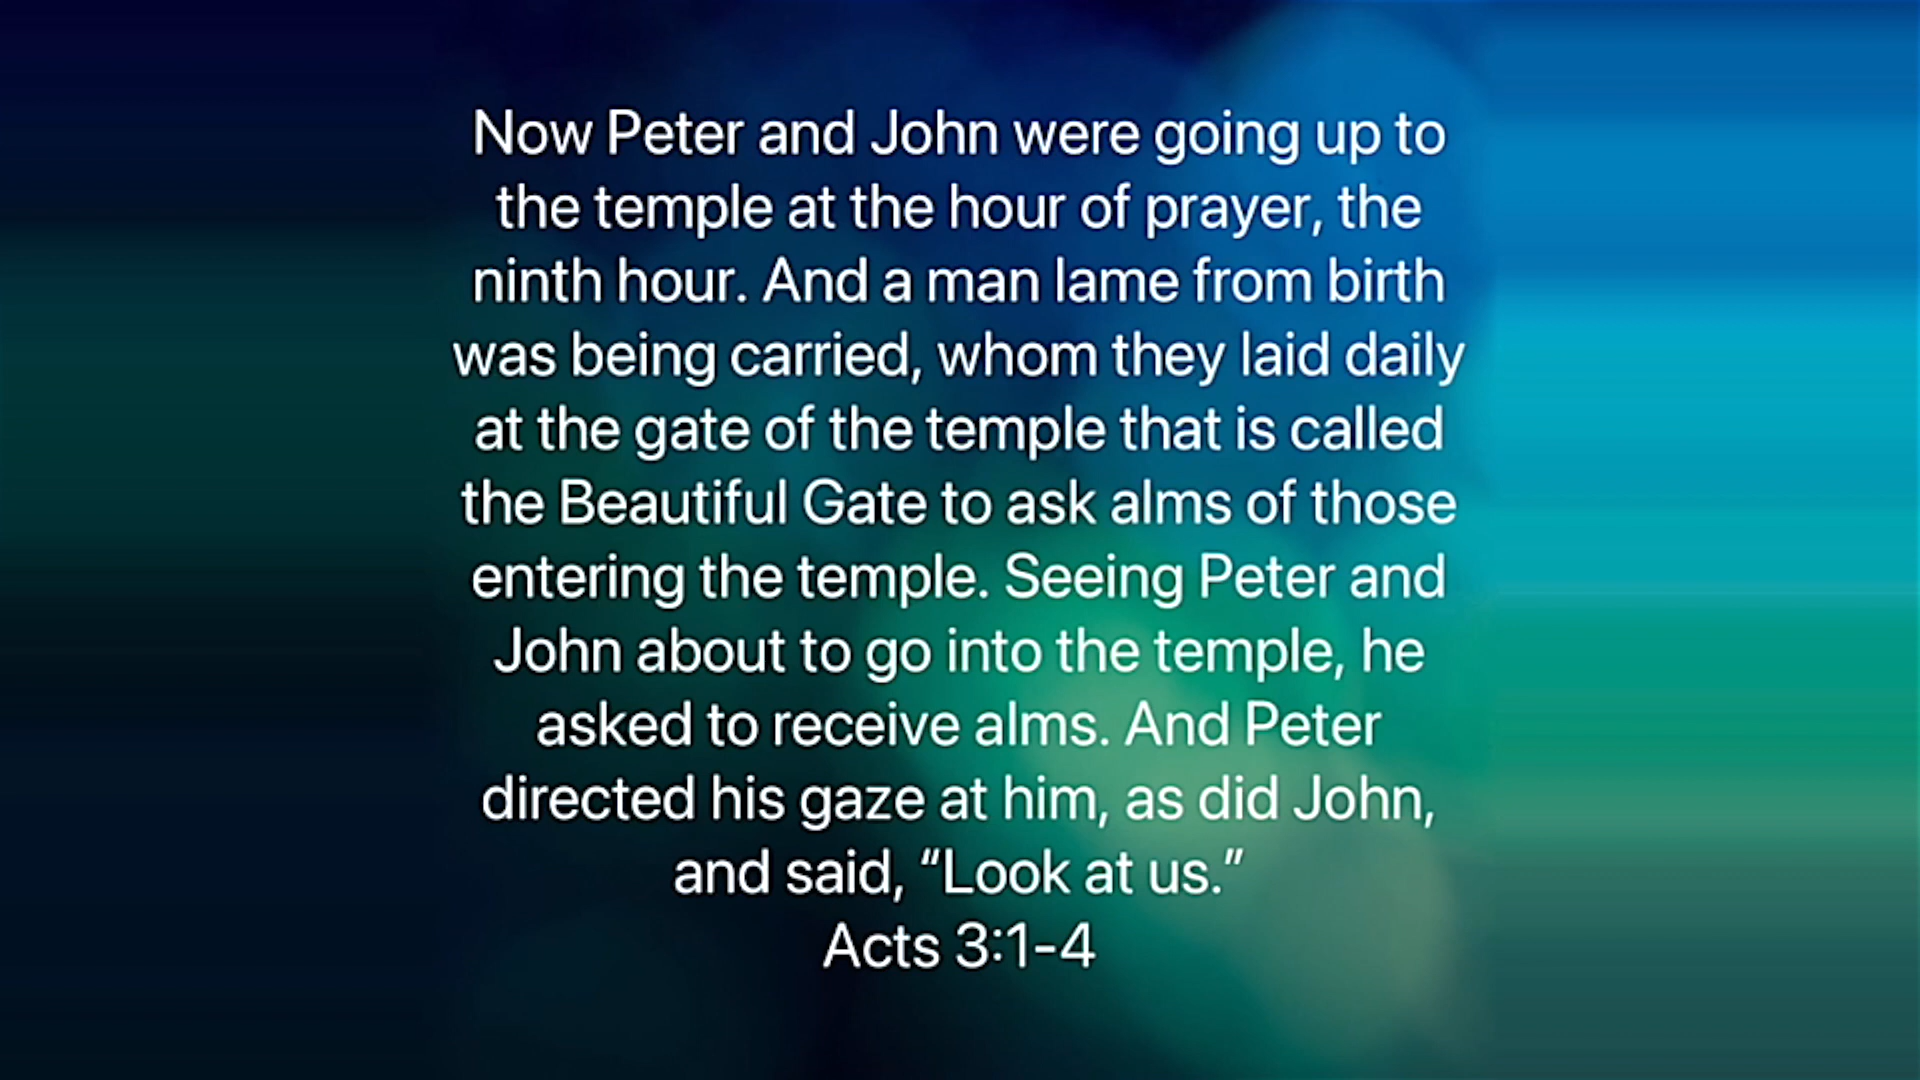 Now Peter and John were going up to
the temple at the hour of prayer, the
ninth hour. And a man lame from birth
was being carried, whom they laid daily
at the gate of the temple that is called
the Beautiful Gate to ask alms of those
entering the temple. Seeing Peter and
John about to go into the temple, he
asked to receive alms. And Peter
directed his gaze at him, as did John,
and said, “Look at us.”
Acts 3:1-4